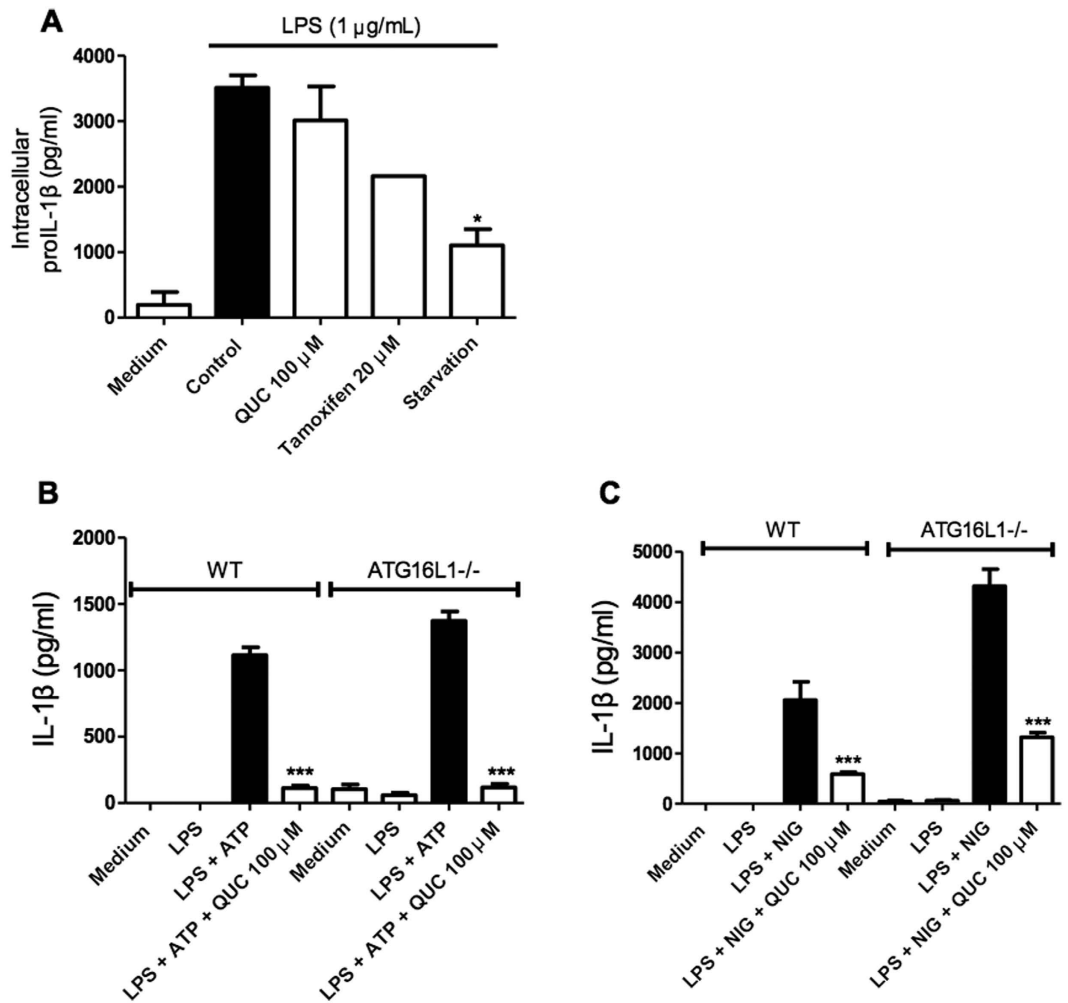 A
LPS (1 μg/mL)
Intracellular
proIL-1β (pg/ml)
4000
3000
2000
1000
0
*
Medium
Control
QUC 100 μM
Tamoxifen 20 μM
Starvation
B
WT
ATG16L1-/-
IL-1β (pg/ml)
2000
1500
1000
500
0
***
***
Medium
LPS
LPS + ATP
LPS + ATP + QUC 100 μM
Medium
LPS
LPS + ATP
LPS + ATP + QUC 100 μM
C
WT
ATG16L1-/-
IL-1β (pg/ml)
5000
4000
3000
2000
1000
0
***
***
Medium
LPS
LPS + NIG
LPS + NIG + QUC 100 μM
Medium
LPS
LPS + NIG
LPS + NIG + QUC 100 μM